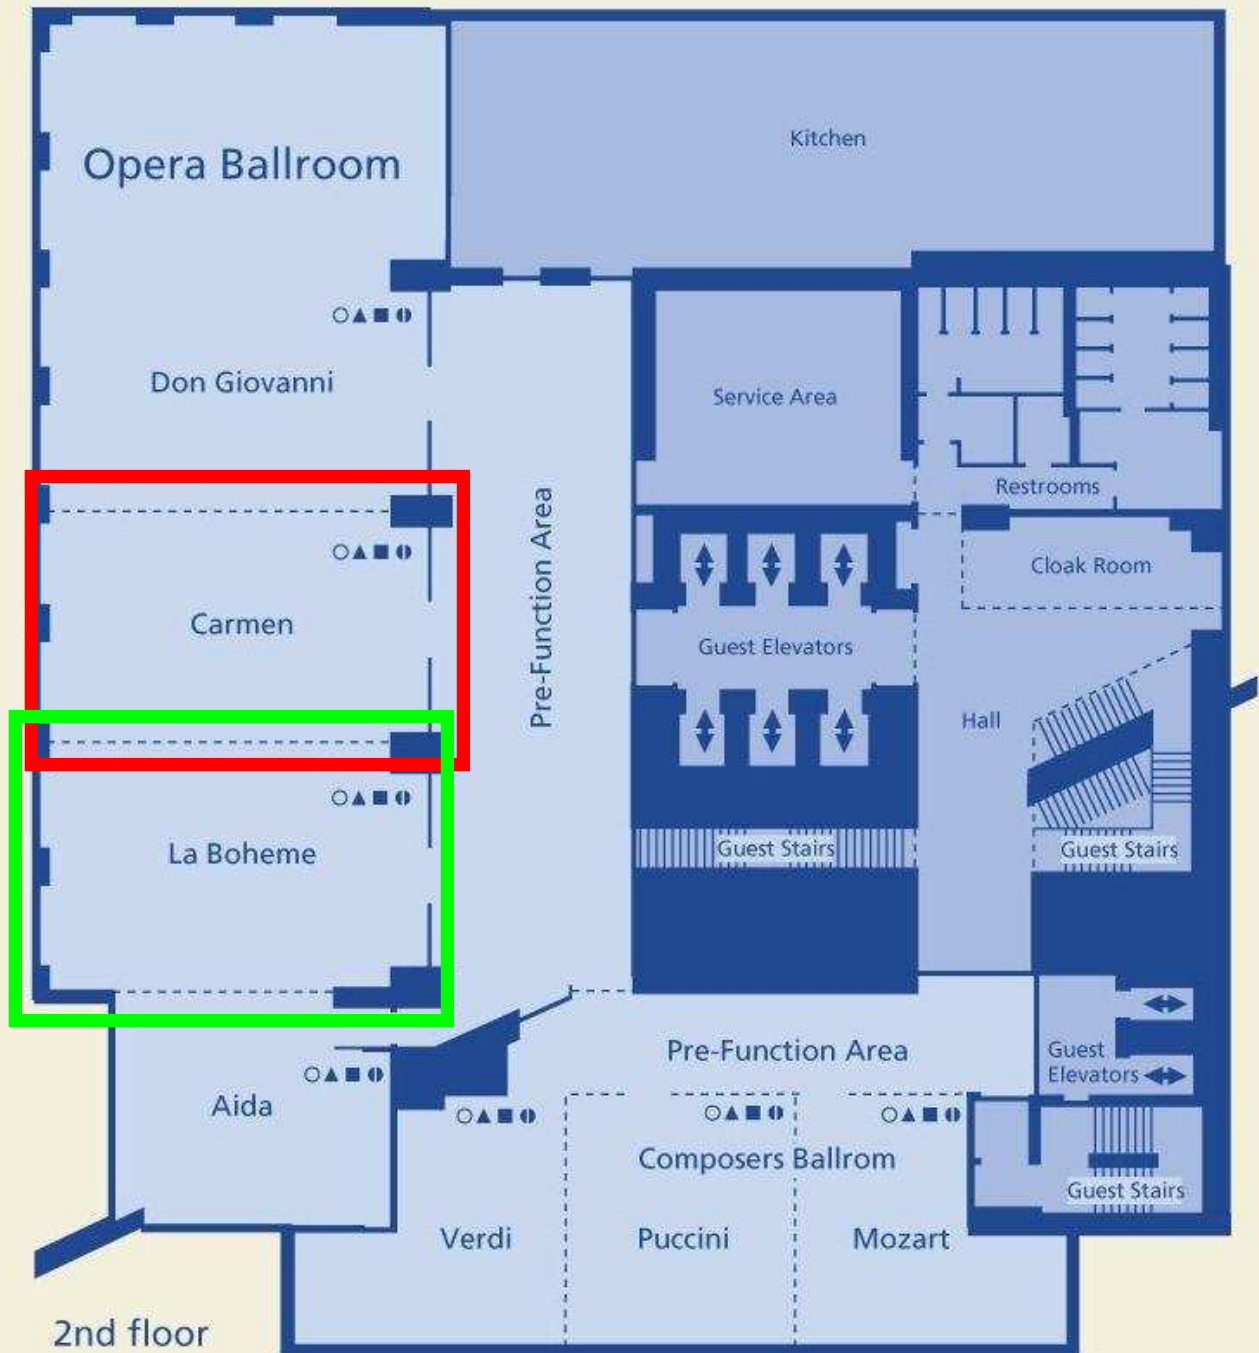 Kitchen
Opera Ballroom
Don Giovanni
Service Area
Restrooms
Pre-Function Area
Cloak Room
Carmen
Guest Elevators
Hall
La Boheme
Guest Stairs
Guest Stairs
Pre-Function Area
Guest
Elevators
Aida
Composers Ballrom
Guest Stairs
Verdi
Puccini
Mozart
2nd floor